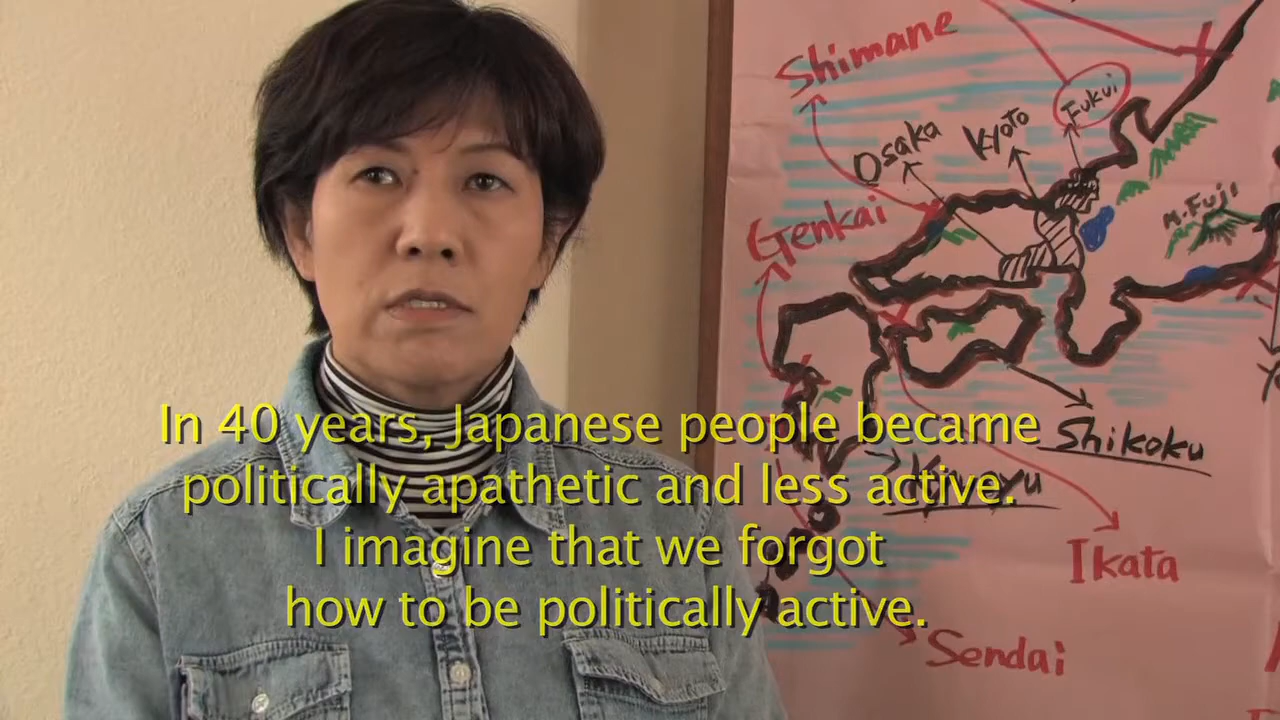 Shimane
Osaka
Kyoto
Fukui
Genkai
M.Fuji
In 40 years, Japanese people became
Shikoku
politically apathetic and less active.
I imagine that we forgot
Ikata
how to be politically active.
Sendai